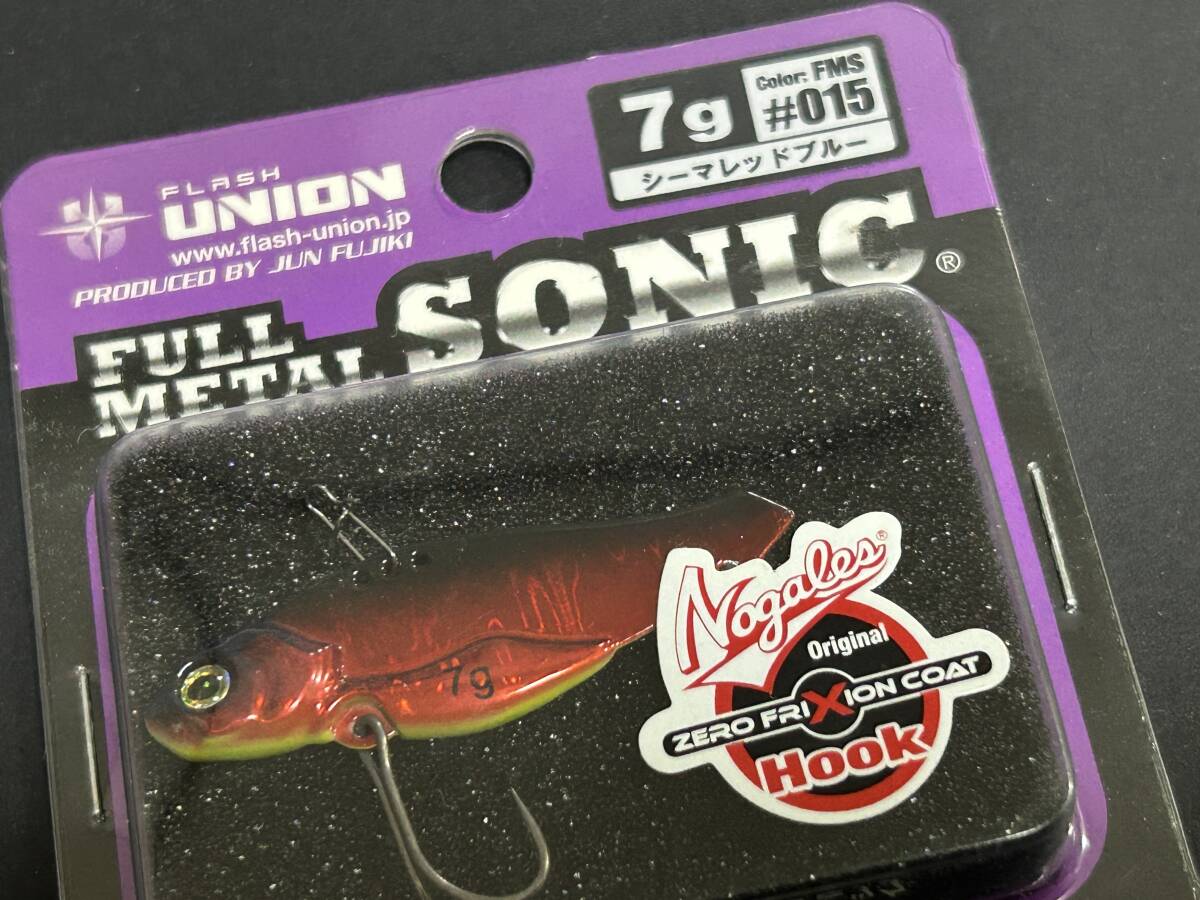 FLASH
UNION
www.flash-union.jp
PRODUCED BY JUN FUJIKI
7g
Color: FMS
#015
シーマレッドブルー
FULL
METAL
SONIC®
7g
Nogales®
Original
ZERO FRIXION COAT
Hook